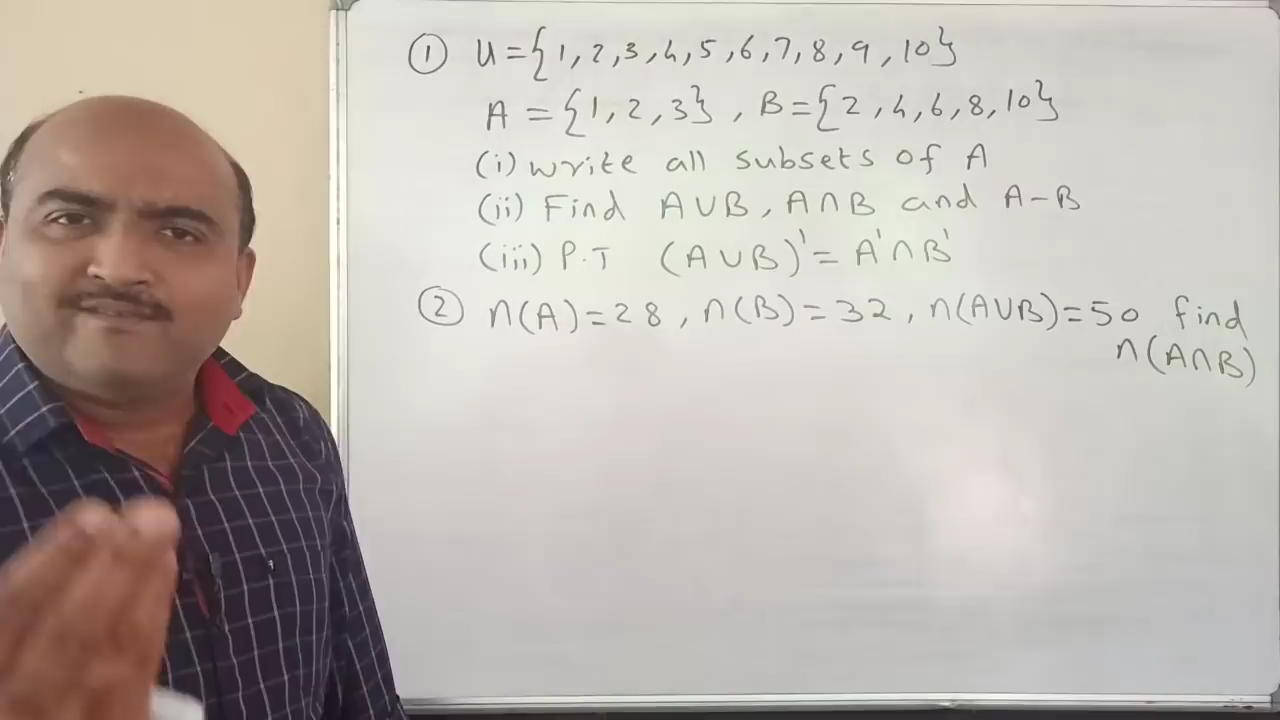 ① U={1,2,3,4,5,6,7,8,9,10}
A={1,2,3}, B={2,4,6,8,10}
(i) write all subsets of A
(ii) Find A∪B, A∩B and A-B
(iii) P.T (A∪B)'=A'∩B'
② n(A)=28, n(B)=32, n(A∪B)=50 find
n(A∩B)